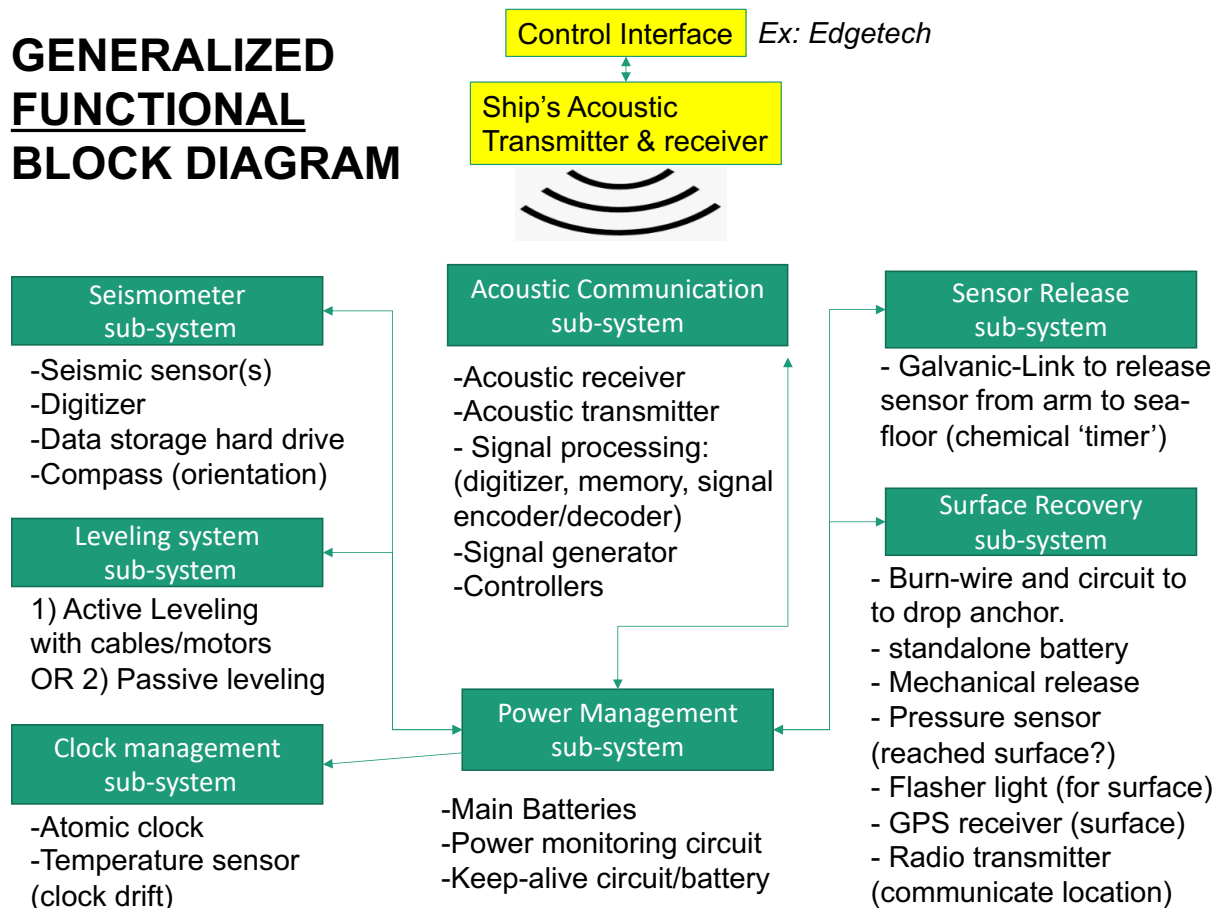 GENERALIZED
FUNCTIONAL
BLOCK DIAGRAM
Control Interface
Ex: Edgetech
Ship's Acoustic
Transmitter & receiver
Seismometer
sub-system
-Seismic sensor(s)
-Digitizer
-Data storage hard drive
-Compass (orientation)
Leveling system
sub-system
1) Active Leveling
with cables/motors
OR 2) Passive leveling
Clock management
sub-system
-Atomic clock
-Temperature sensor
(clock drift)
Acoustic Communication
sub-system
-Acoustic receiver
-Acoustic transmitter
- Signal processing:
(digitizer, memory, signal
encoder/decoder)
-Signal generator
-Controllers
Power Management
sub-system
-Main Batteries
-Power monitoring circuit
-Keep-alive circuit/battery
Sensor Release
sub-system
- Galvanic-Link to release
sensor from arm to sea-
floor (chemical ‘timer’)
Surface Recovery
sub-system
- Burn-wire and circuit to
to drop anchor.
- standalone battery
- Mechanical release
- Pressure sensor
(reached surface?)
- Flasher light (for surface)
- GPS receiver (surface)
- Radio transmitter
(communicate location)